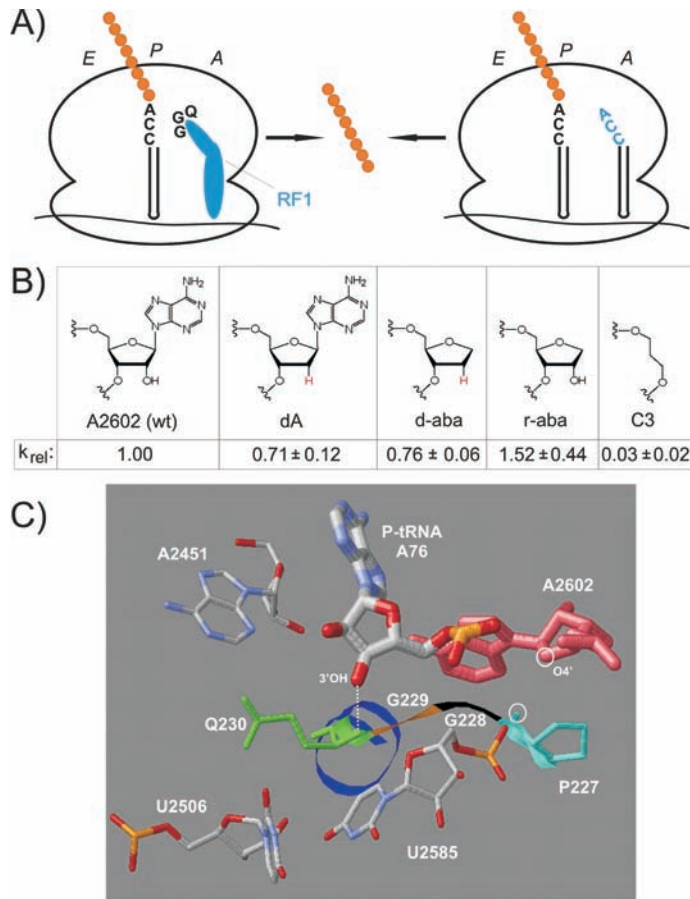 A)
E P A
E P A
A
C
C
G
G
Q
RF1
A
C
C
A
C
C
B)
NH₂
N
N
N
N
O
O
O
OH
NH₂
N
N
N
N
O
O
O
H
O
O
O
H
O
O
O
OH
O
O
A2602 (wt) dA d-aba r-aba C3
k_rel: 1.00 0.71 ± 0.12 0.76 ± 0.06 1.52 ± 0.44 0.03 ± 0.02
C)
P-tRNA
A76
A2451
A2602
O4'
3'OH
G229
Q230
G228
P227
U2506
U2585